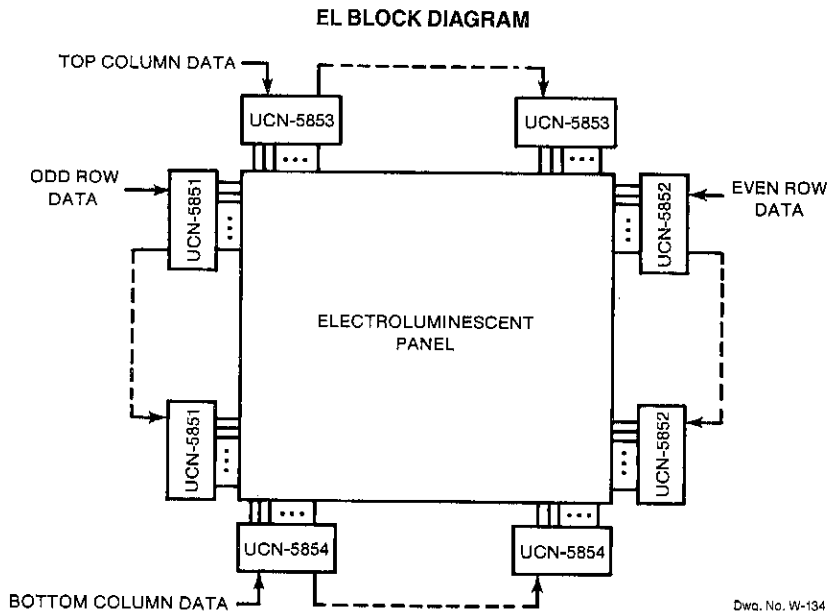 EL BLOCK DIAGRAM
TOP COLUMN DATA
UCN-5853
UCN-5853
ODD ROW
DATA
UCN-5851
UCN-5852
EVEN ROW
DATA
ELECTROLUMINESCENT
PANEL
UCN-5851
UCN-5852
UCN-5854
UCN-5854
BOTTOM COLUMN DATA
Dwg. No. W-134